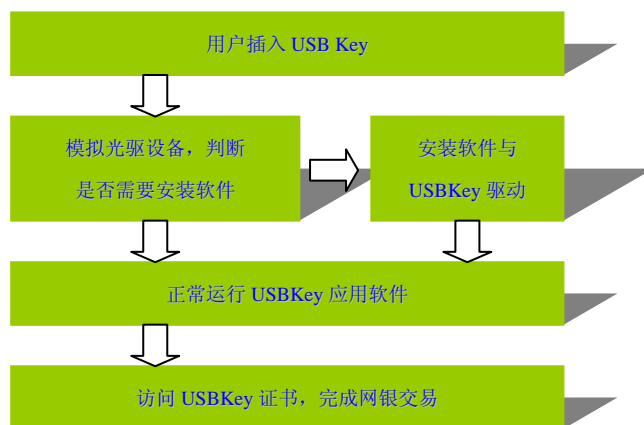 用户插入 USB Key
模拟光驱设备，判断
是否需要安装软件
安装软件与
USBKey 驱动
正常运行 USBKey 应用软件
访问 USBKey 证书，完成网银交易